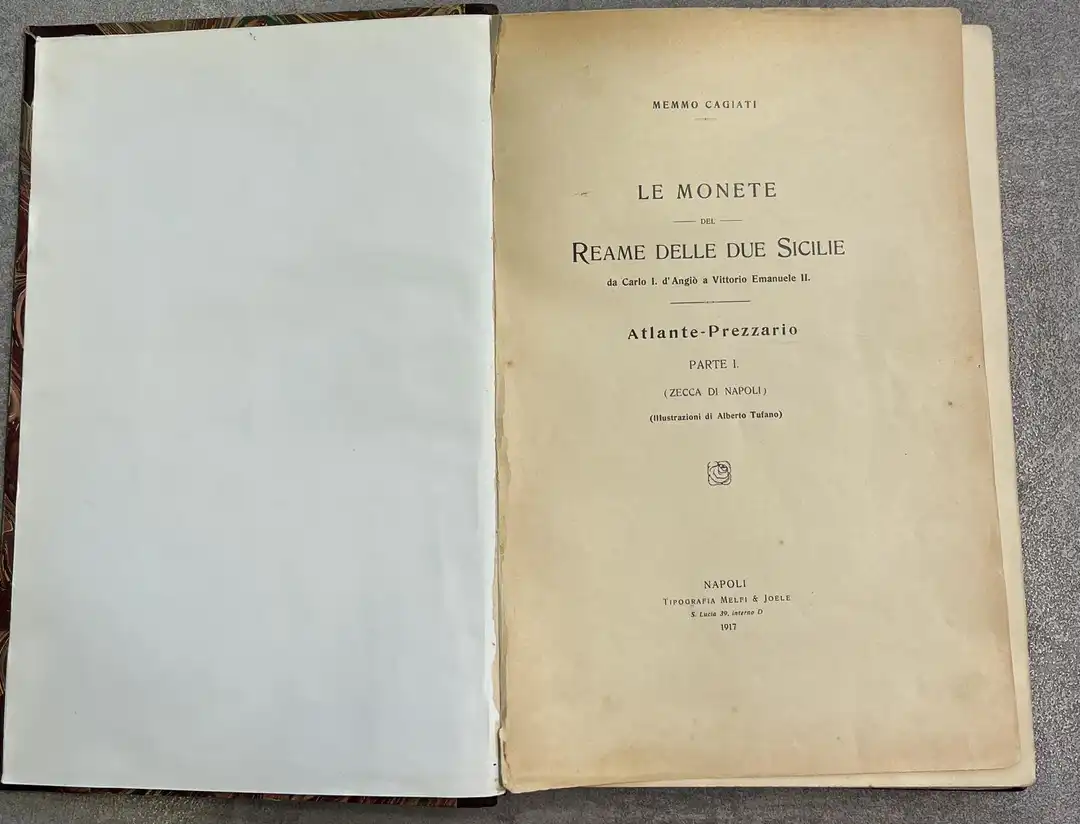 MEMMO CAGIATI
LE MONETE
DEL
REAME DELLE DUE SICILIE
da Carlo I. d'Angiò a Vittorio Emanuele II.
Atlante-Prezzario
PARTE I.
(ZECCA DI NAPOLI)
(Illustrazioni di Alberto Tufano)
NAPOLI
TIPOGRAFIA MELFI & JOELE
S. Lucia 39, interno D
1917